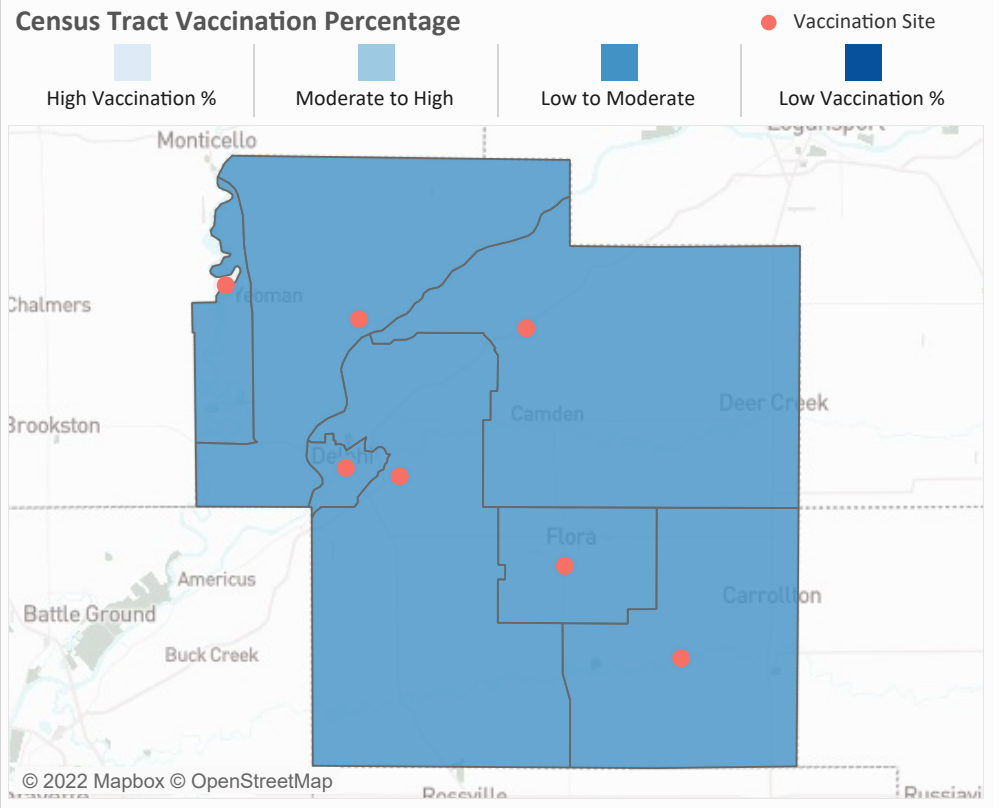 Census Tract Vaccination Percentage
Vaccination Site
High Vaccination %
Moderate to High
Low to Moderate
Low Vaccination %
Logansport
Monticello
Yeoman
Chalmers
Deer Creek
Camden
Brookston
Delphi
Flora
Americus
Carrollton
Battle Ground
Buck Creek
© 2022 Mapbox © OpenStreetMap
Rossville